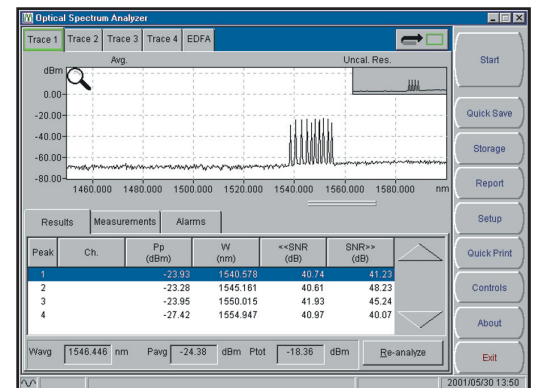 Optical Spectrum Analyzer
Trace 1 Trace 2 Trace 3 Trace 4 EDFA
Avg. Uncal. Res.
dBm
0.00
-20.00
-40.00
-60.00
-80.00
1460.000 1480.000 1500.000 1520.000 1540.000 1560.000 1580.000 nm
Results Measurements Alarms
Peak Ch. Pp (dBm) W (nm) <<SNR (dB) SNR>> (dB)
1 -23.93 1540.578 40.74 41.23
2 -23.28 1545.161 40.61 48.23
3 -23.95 1550.015 41.93 45.24
4 -27.42 1554.947 40.97 40.07
Wavg 1546.446 nm Pavg -24.38 dBm Ptot -18.36 dBm Re-analyze
Start
Quick Save
Storage
Report
Setup
Quick Print
Controls
About
Exit
2001/05/30 13:50